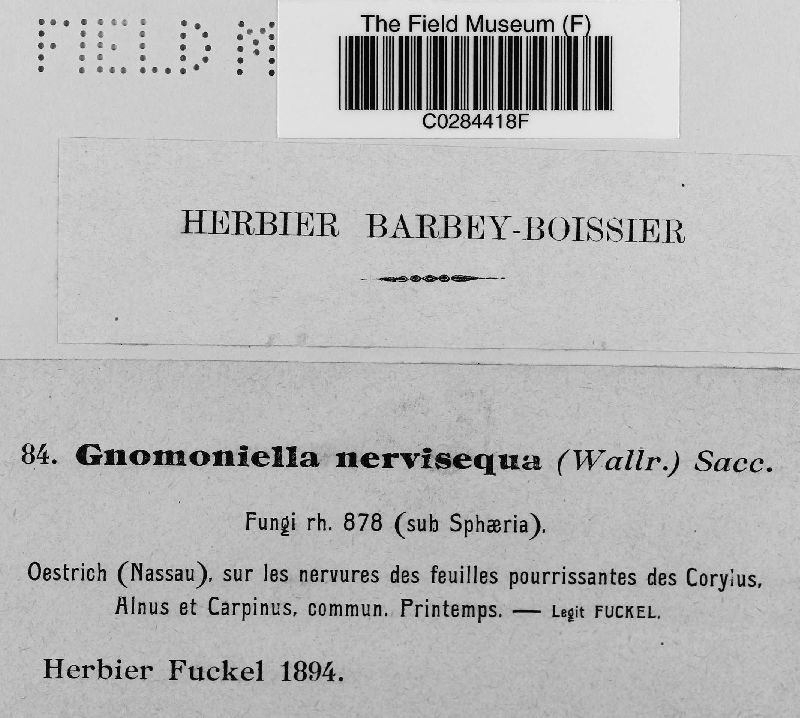 FIELD M
The Field Museum (F)
C0284418F
HERBIER BARBEY-BOISSIER
84. Gnomoniella nervisequa (Wallr.) Sacc.
Fungi rh. 878 (sub Sphæria).
Oestrich (Nassau), sur les nervures des feuilles pourrissantes des Corylus,
Alnus et Carpinus, commun. Printemps. — Legit FUCKEL.
Herbier Fuckel 1894.